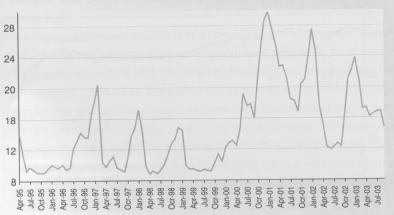 28
24
20
16
12
8
Apr-95
Jul-95
Oct-95
Jan-96
Apr-96
Jul-96
Oct-96
Jan-97
Apr-97
Jul-97
Oct-97
Jan-98
Apr-98
Jul-98
Oct-98
Jan-99
Apr-99
Jul-99
Oct-99
Jan-00
Apr-00
Jul-00
Oct-00
Jan-01
Apr-01
Jul-01
Oct-01
Jan-02
Apr-02
Jul-02
Oct-02
Jan-03
Apr-03
Jul-03